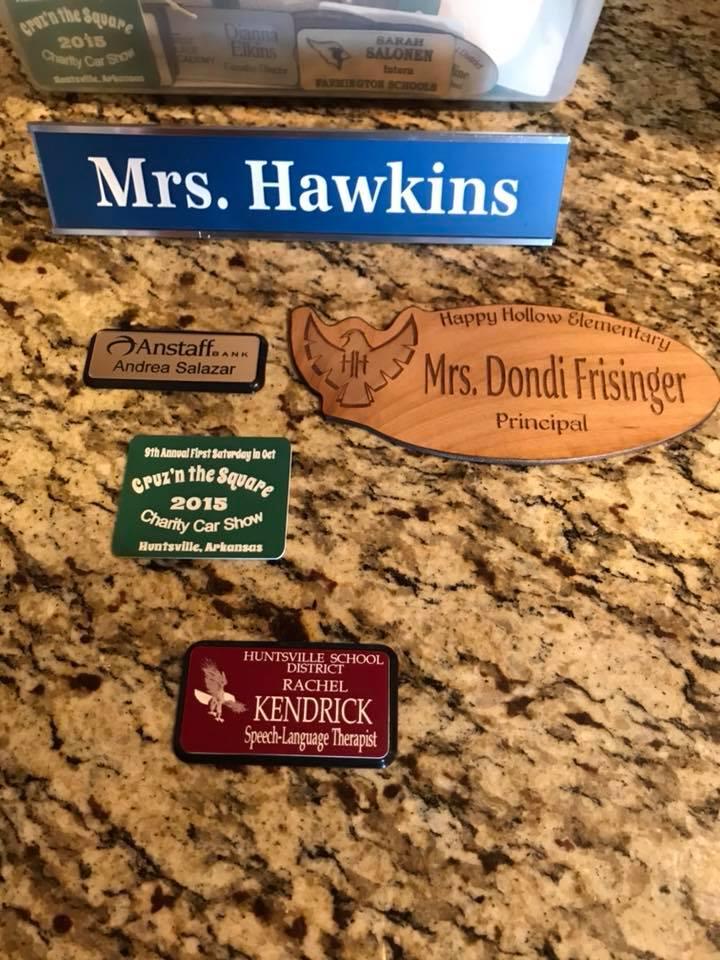 Cruz'n the Square
2015
Charity Car Show
Huntsville, Arkansas
Dianna
Elkins
SARAH
SALONEN
Intern
FARMINGTON SCHOOLS
Mrs. Hawkins
Anstaff BANK
Andrea Salazar
Happy Hollow Elementary
HH
Mrs. Dondi Frisinger
Principal
9th Annual First Saturday in Oct
Cruz'n the Square
2015
Charity Car Show
Huntsville, Arkansas
HUNTSVILLE SCHOOL
DISTRICT
RACHEL
KENDRICK
Speech-Language Therapist